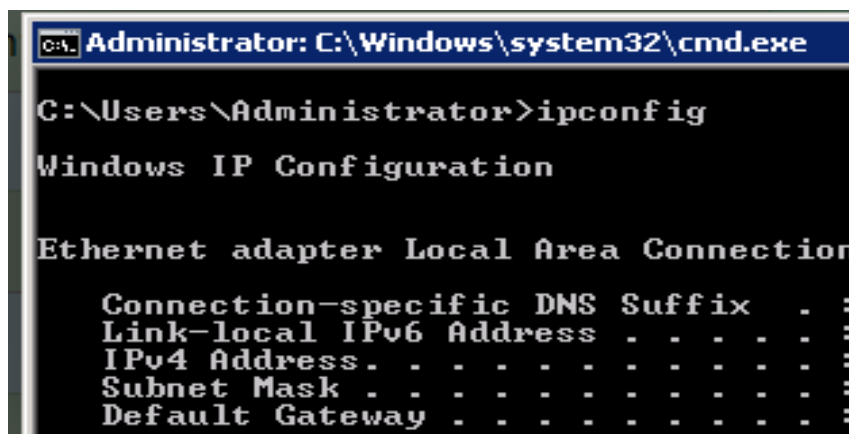 Administrator: C:\Windows\system32\cmd.exe
C:\Users\Administrator>ipconfig
Windows IP Configuration
Ethernet adapter Local Area Connection
Connection-specific DNS Suffix . :
Link-local IPv6 Address . . . . . :
IPv4 Address. . . . . . . . . . . :
Subnet Mask . . . . . . . . . . . :
Default Gateway . . . . . . . . . :